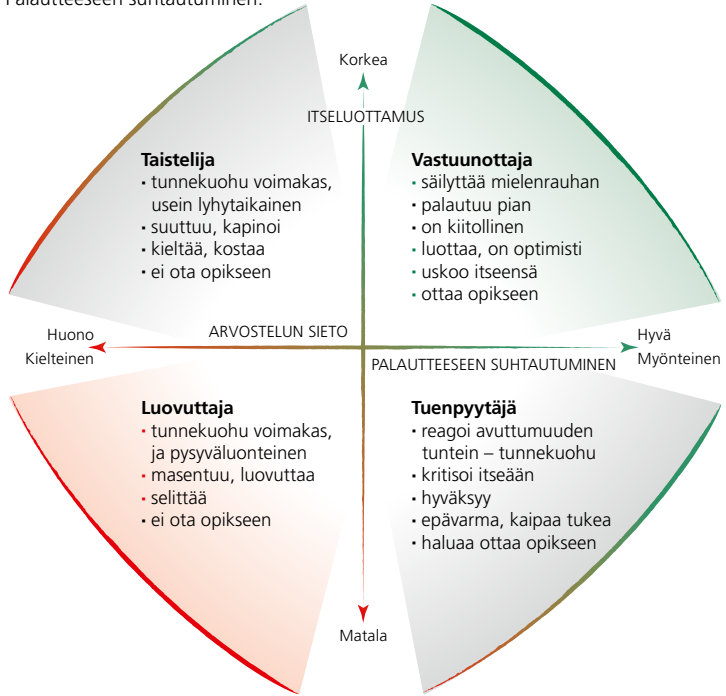 Palautteeseen suhtautuminen.
Korkea
ITSELUOTTAMUS
Taistelija
• tunnekuohu voimakas,
usein lyhytaikainen
• suuttuu, kapinoi
• kieltää, kostaa
• ei ota opikseen
Vastuunottaja
• säilyttää mielenrauhan
• palautuu pian
• on kiitollinen
• luottaa, on optimisti
• uskoo itseensä
• ottaa opikseen
Huono
Kielteinen
ARVOSTELUN SIETO
PALAUTTEESEEN SUHTAUTUMINEN
Hyvä
Myönteinen
Luovuttaja
• tunnekuohu voimakas,
ja pysyväluonteinen
• masentuu, luovuttaa
• selittää
• ei ota opikseen
Tuenpyytäjä
• reagoi avuttumuuden
tuntein – tunnekuohu
• kritisoi itseään
• hyväksyy
• epävarma, kaipaa tukea
• haluaa ottaa opikseen
Matala